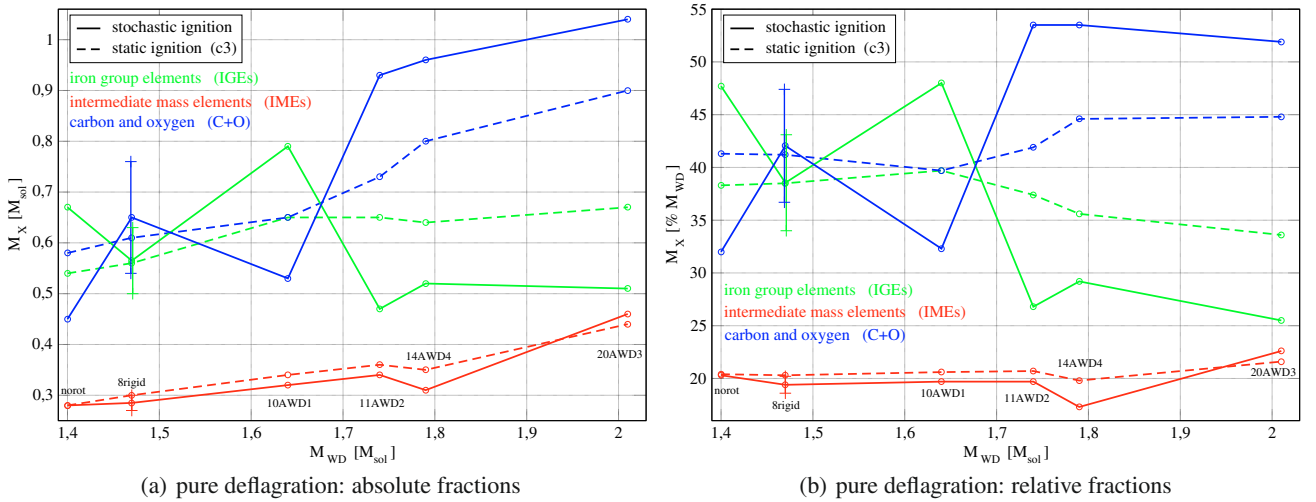 stochastic ignition
static ignition (c3)
iron group elements (IGEs)
intermediate mass elements (IMEs)
carbon and oxygen (C+O)
M_X [M_sol]
1
0,9
0,8
0,7
0,6
0,5
0,4
0,3
norot
8rigid
10AWD1
11AWD2
14AWD4
20AWD3
1,4 1,5 1,6 1,7 1,8 1,9 2
M_WD [M_sol]
(a) pure deflagration: absolute fractions
stochastic ignition
static ignition (c3)
M_X [% M_WD]
55
50
45
40
35
30
25
20
iron group elements (IGEs)
intermediate mass elements (IMEs)
carbon and oxygen (C+O)
norot
8rigid
10AWD1
11AWD2
14AWD4
20AWD3
1,4 1,5 1,6 1,7 1,8 1,9 2
M_WD [M_sol]
(b) pure deflagration: relative fractions